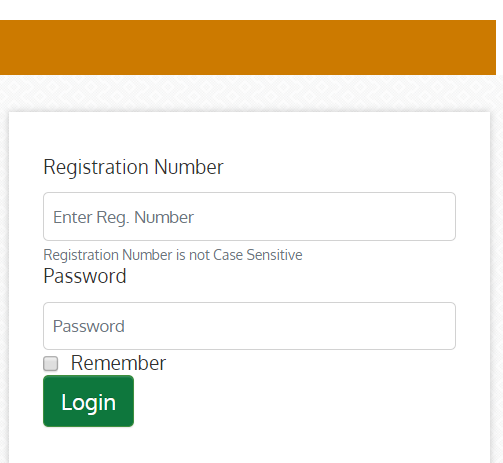 Registration Number
Enter Reg. Number
Registration Number is not Case Sensitive
Password
Password
Remember
Login